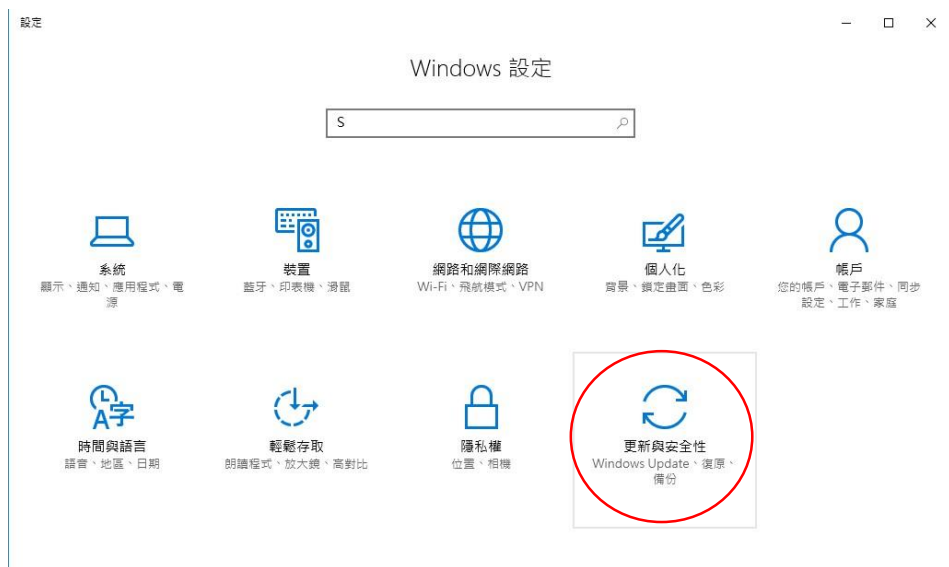 設定
Windows 設定
S
系統
顯示、通知、應用程式、電
源
裝置
藍牙、印表機、滑鼠
網路和網際網路
Wi-Fi、飛航模式、VPN
個人化
背景、鎖定畫面、色彩
帳戶
您的帳戶、電子郵件、同步
設定、工作、家庭
時間與語言
語音、地區、日期
輕鬆存取
朗讀程式、放大鏡、高對比
隱私權
位置、相機
更新與安全性
Windows Update、復原、
備份